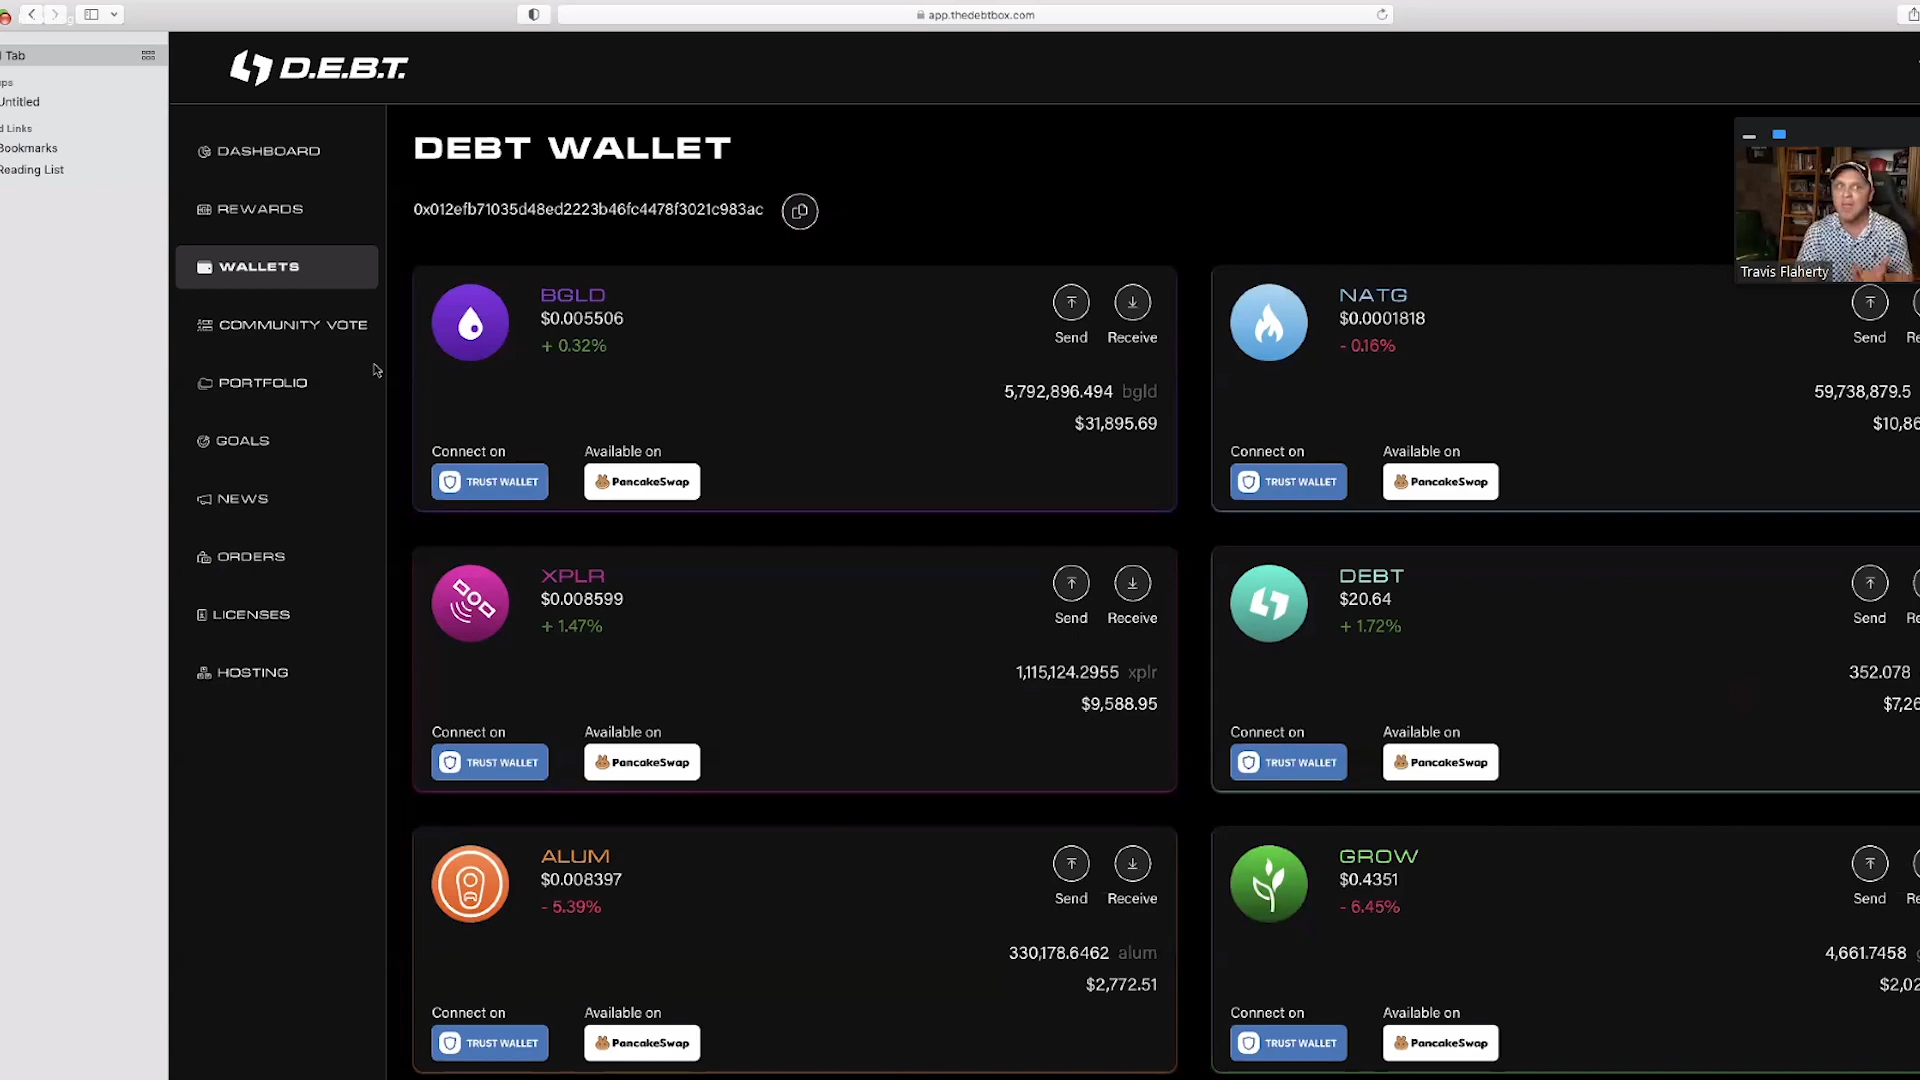 app.thedebtbox.com
Tab
Untitled
Links
Bookmarks
Reading List
D.E.B.T.
DASHBOARD
REWARDS
WALLETS
COMMUNITY VOTE
PORTFOLIO
GOALS
NEWS
ORDERS
LICENSES
HOSTING
DEBT WALLET
0x012efb71035d48ed2223b46fc4478f3021c983ac
Travis Flaherty
BGLD
$0.005506
+ 0.32%
Send
Receive
5,792,896.494 bgld
$31,895.69
Connect on
Available on
TRUST WALLET
PancakeSwap
NATG
$0.0001818
- 0.16%
Send
59,738,879.5
$10,86
Connect on
Available on
TRUST WALLET
PancakeSwap
XPLR
$0.008599
+ 1.47%
Send
Receive
1,115,124.2955 xplr
$9,588.95
Connect on
Available on
TRUST WALLET
PancakeSwap
DEBT
$20.64
+ 1.72%
Send
352.078
$7,26
Connect on
Available on
TRUST WALLET
PancakeSwap
ALUM
$0.008397
- 5.39%
Send
Receive
330,178.6462 alum
$2,772.51
Connect on
Available on
TRUST WALLET
PancakeSwap
GROW
$0.4351
- 6.45%
Send
4,661.7458
$2,02
Connect on
Available on
TRUST WALLET
PancakeSwap